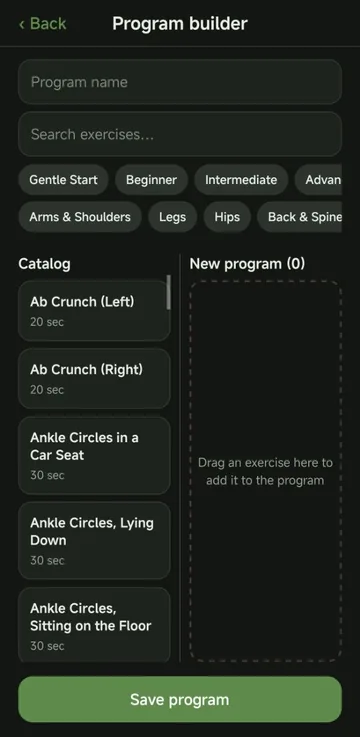 ‹ Back
Program builder
Program name
Search exercises...
Gentle Start
Beginner
Intermediate
Advan
Arms & Shoulders
Legs
Hips
Back & Spine
Catalog
New program (0)
Ab Crunch (Left)
20 sec
Ab Crunch (Right)
20 sec
Ankle Circles in a
Car Seat
30 sec
Ankle Circles, Lying
Down
30 sec
Ankle Circles,
Sitting on the Floor
30 sec
Drag an exercise here to
add it to the program
Save program